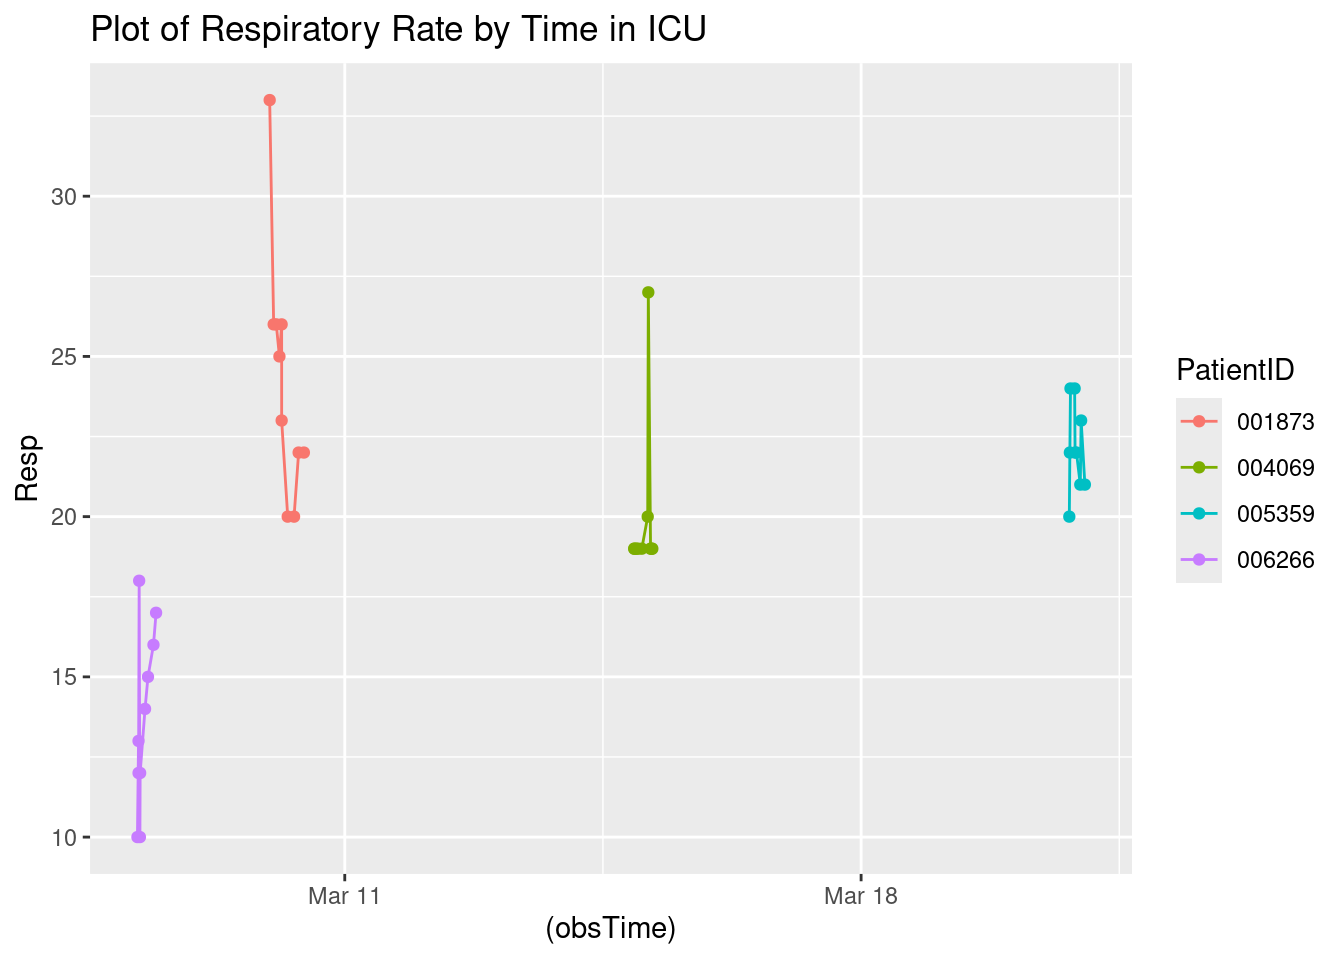 Plot of Respiratory Rate by Time in ICU
Resp
30
25
20
15
10
Mar 11
Mar 18
(obsTime)
PatientID
001873
004069
005359
006266